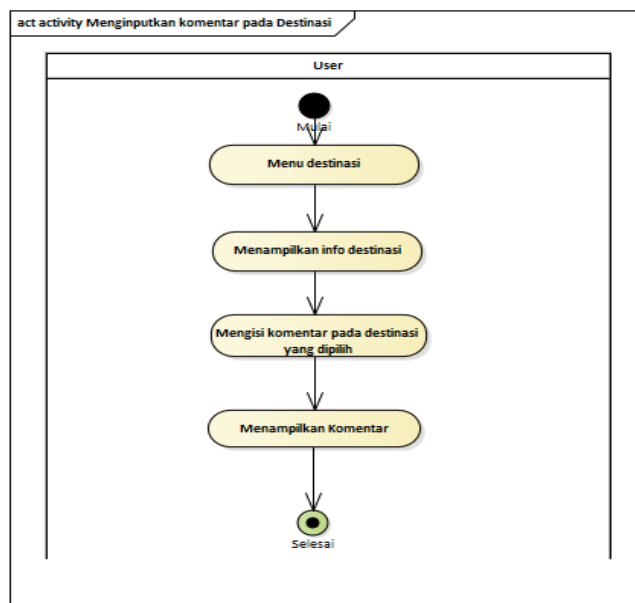 act activity Menginputkan komentar pada Destinasi
User
Mulai
Menu destinasi
Menampilkan info destinasi
Mengisi komentar pada destinasi
yang dipilih
Menampilkan Komentar
Selesai